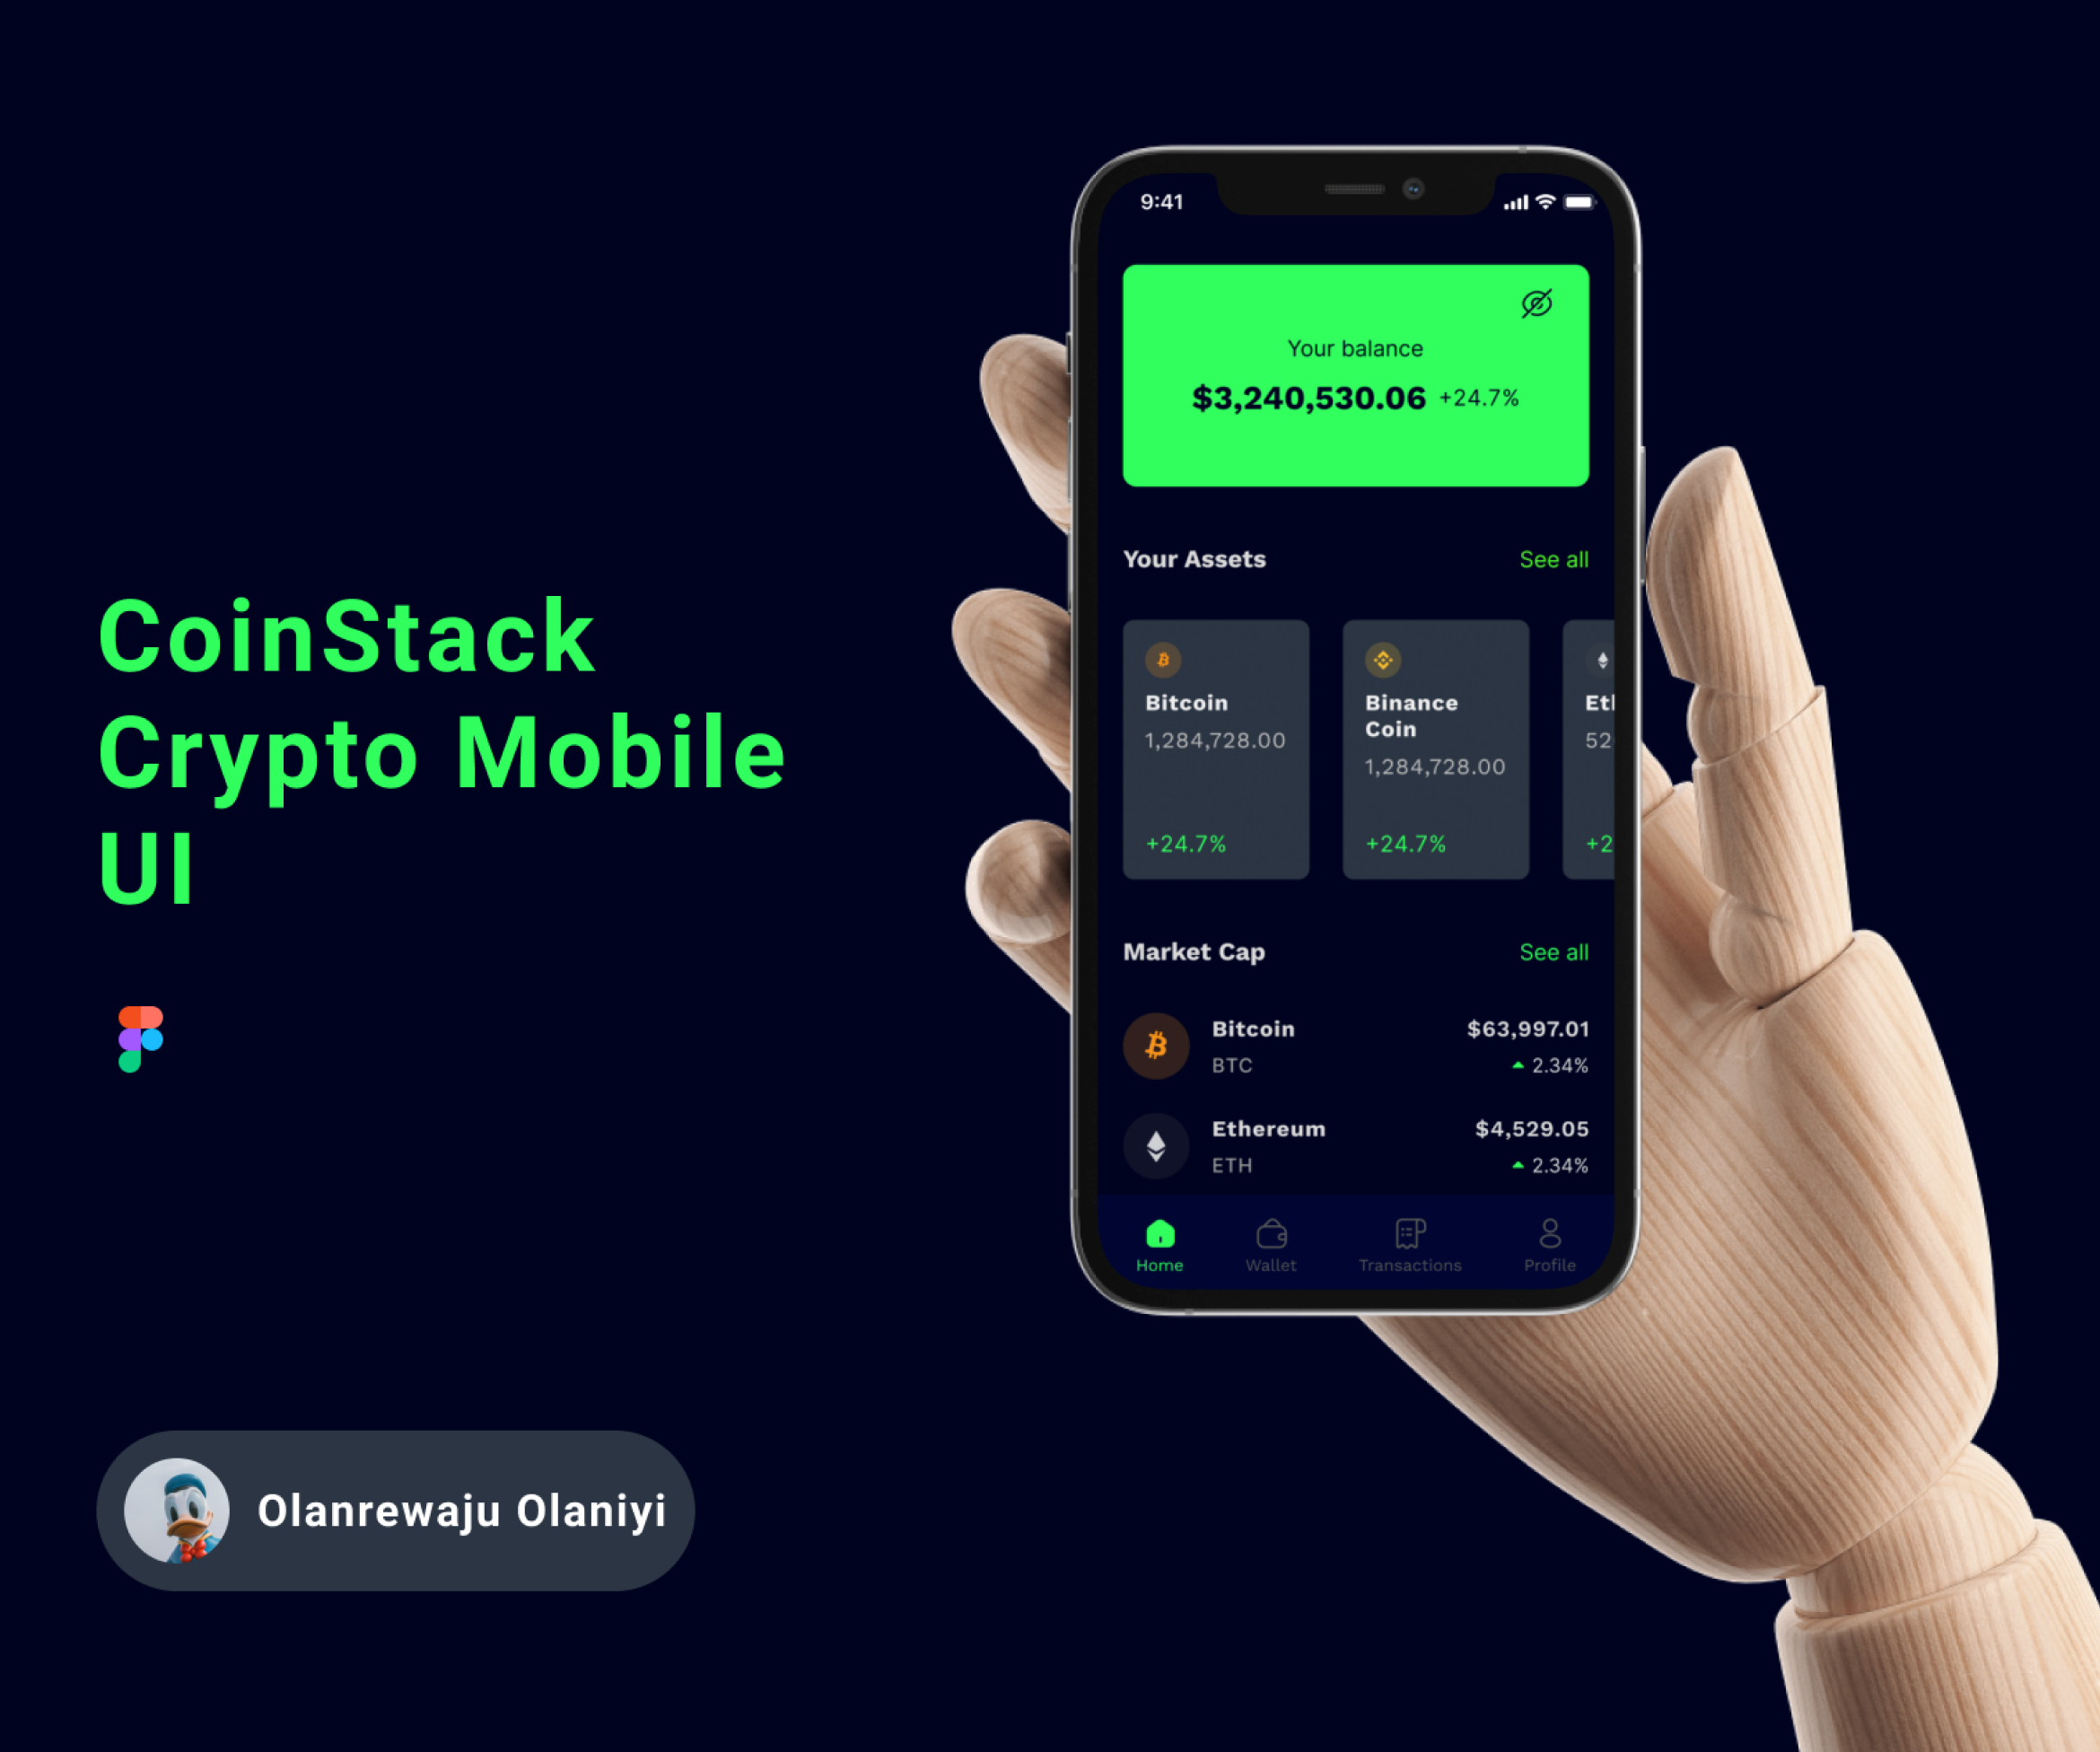 CoinStack
Crypto Mobile
UI
Olanrewaju Olaniyi
9:41
Your balance
$3,240,530.06 +24.7%
Your Assets See all
Bitcoin
1,284,728.00
+24.7%
Binance
Coin
1,284,728.00
+24.7%
Market Cap See all
Bitcoin $63,997.01
BTC 2.34%
Ethereum $4,529.05
ETH 2.34%
Home Wallet Transactions Profile